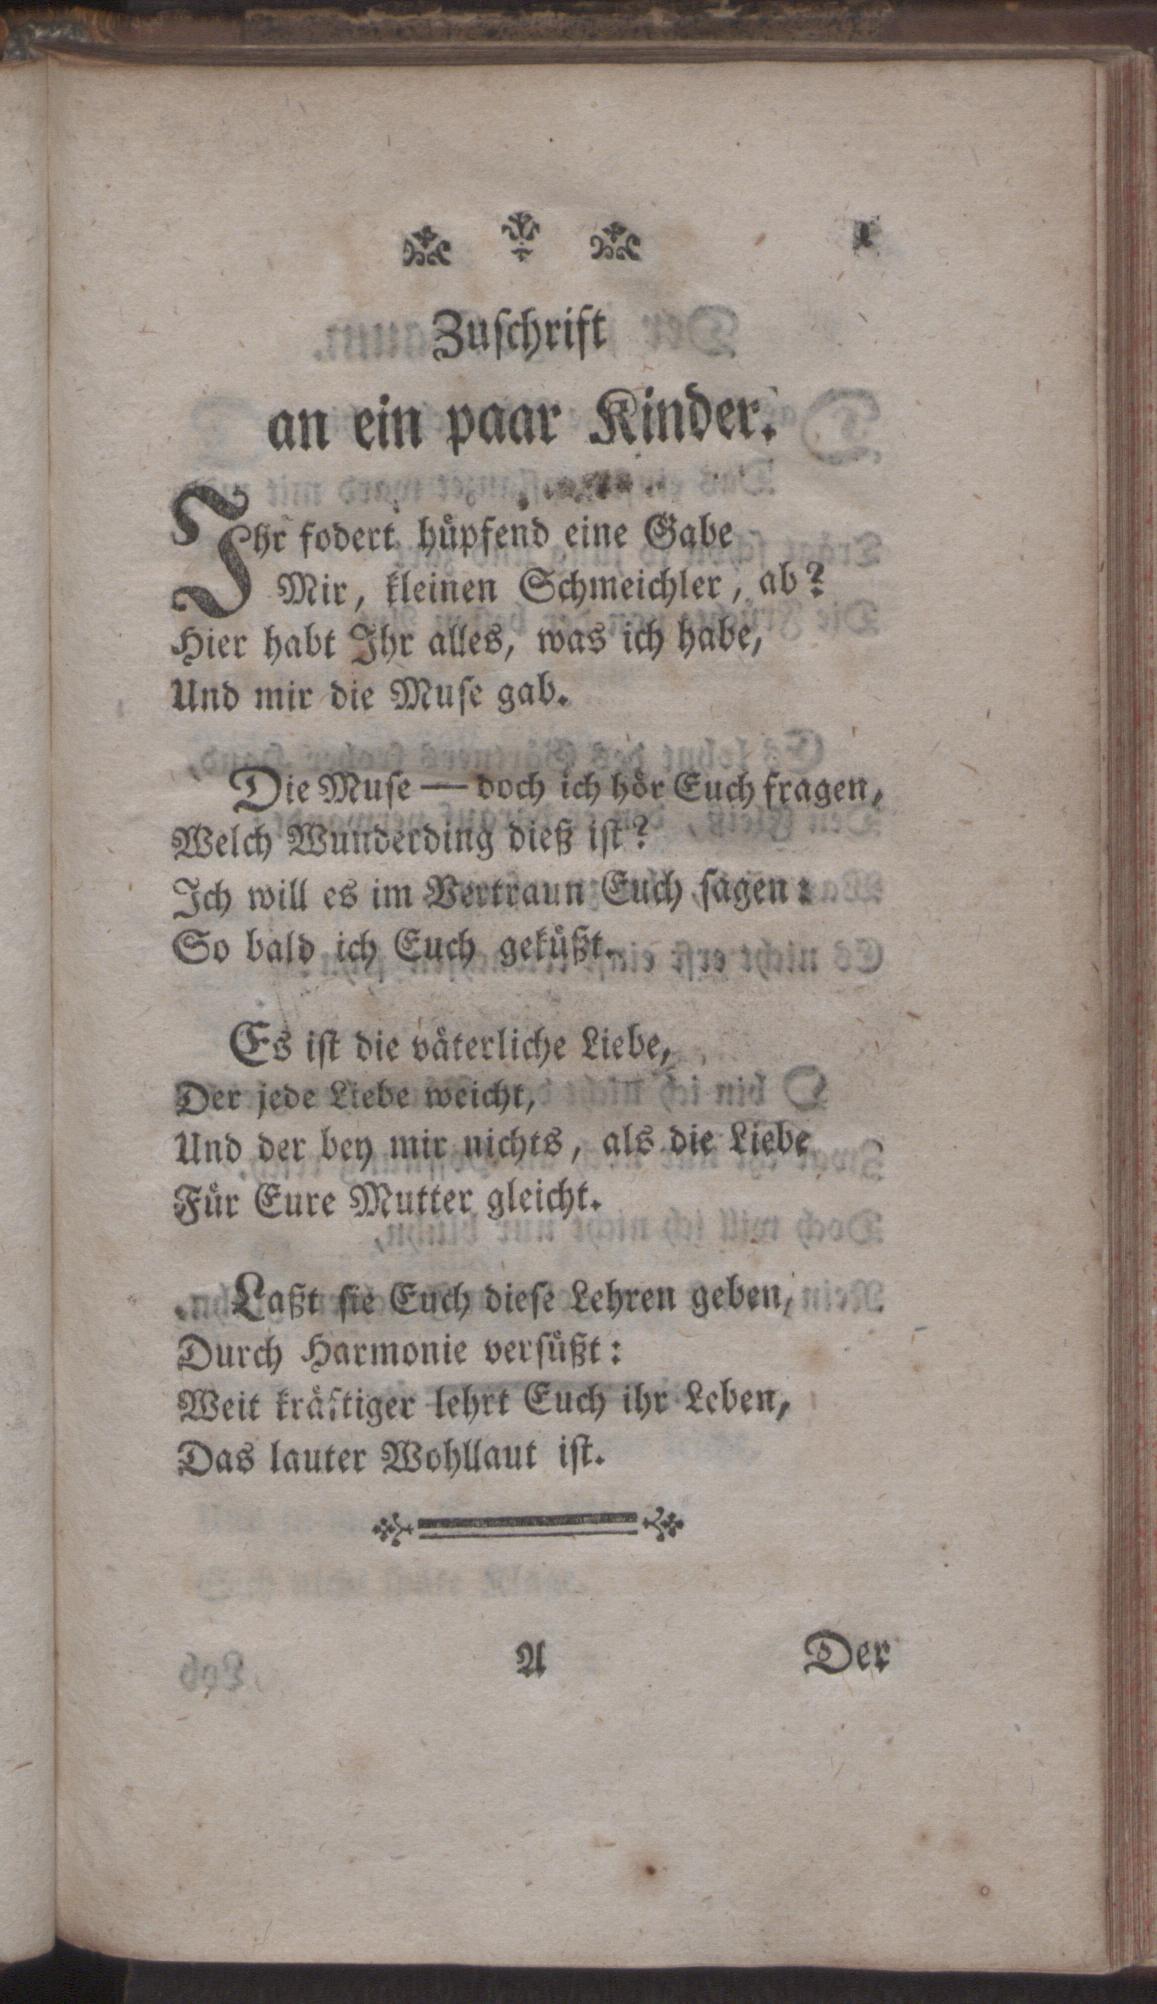 1
Zuschrift
an ein paar Kinder.
Ihr fodert hüpfend eine Gabe
Mir, kleinen Schmeichler, ab?
Hier habt Ihr alles, was ich habe,
Und mir die Muse gab.
Die Muse — doch ich hör Euch fragen,
Welch Wunderding dieß ist?
Ich will es im Vertraun Euch sagen:
So bald ich Euch geküßt.
Es ist die väterliche Liebe,
Der jede Liebe weicht,
Und der bey mir nichts, als die Liebe
Für Eure Mutter gleicht.
Laßt sie Euch diese Lehren geben,
Durch Harmonie versüßt:
Weit kräftiger lehrt Euch ihr Leben,
Das lauter Wohllaut ist.
A
Der